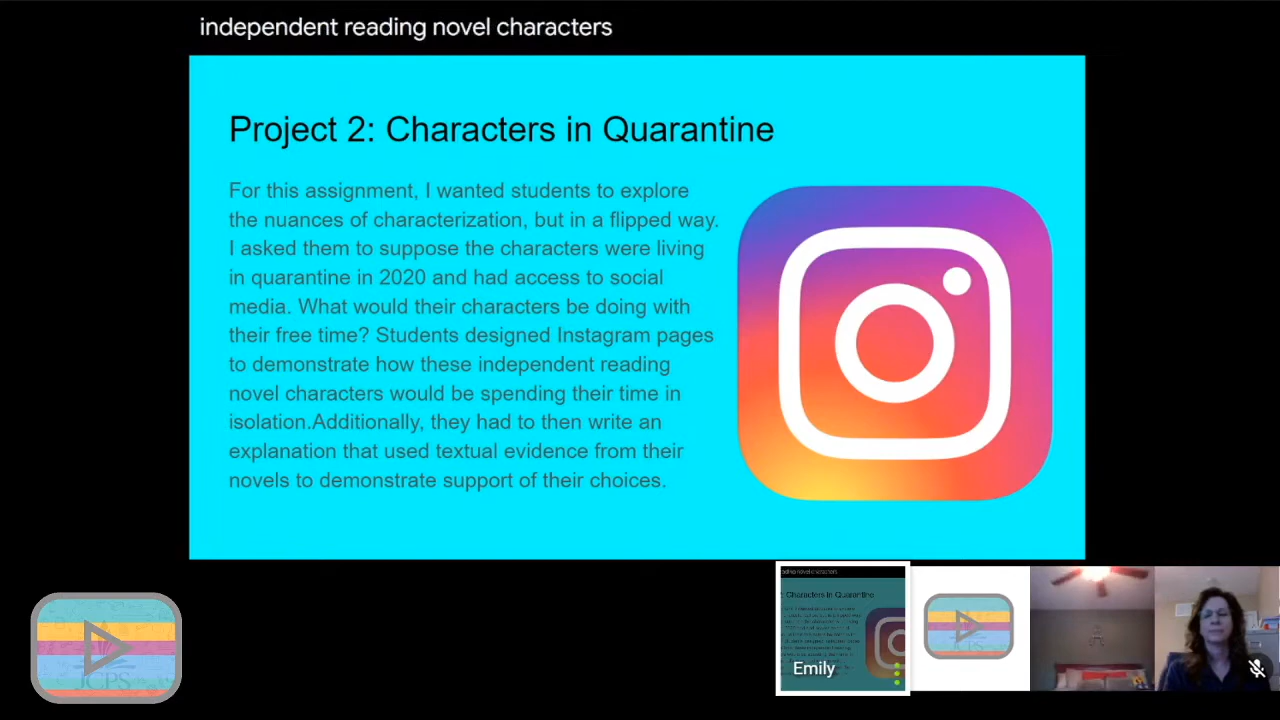 independent reading novel characters
Project 2: Characters in Quarantine
For this assignment, I wanted students to explore
the nuances of characterization, but in a flipped way.
I asked them to suppose the characters were living
in quarantine in 2020 and had access to social
media. What would their characters be doing with
their free time? Students designed Instagram pages
to demonstrate how these independent reading
novel characters would be spending their time in
isolation.Additionally, they had to then write an
explanation that used textual evidence from their
novels to demonstrate support of their choices.
ICPS
Characters in Quarantine
Emily